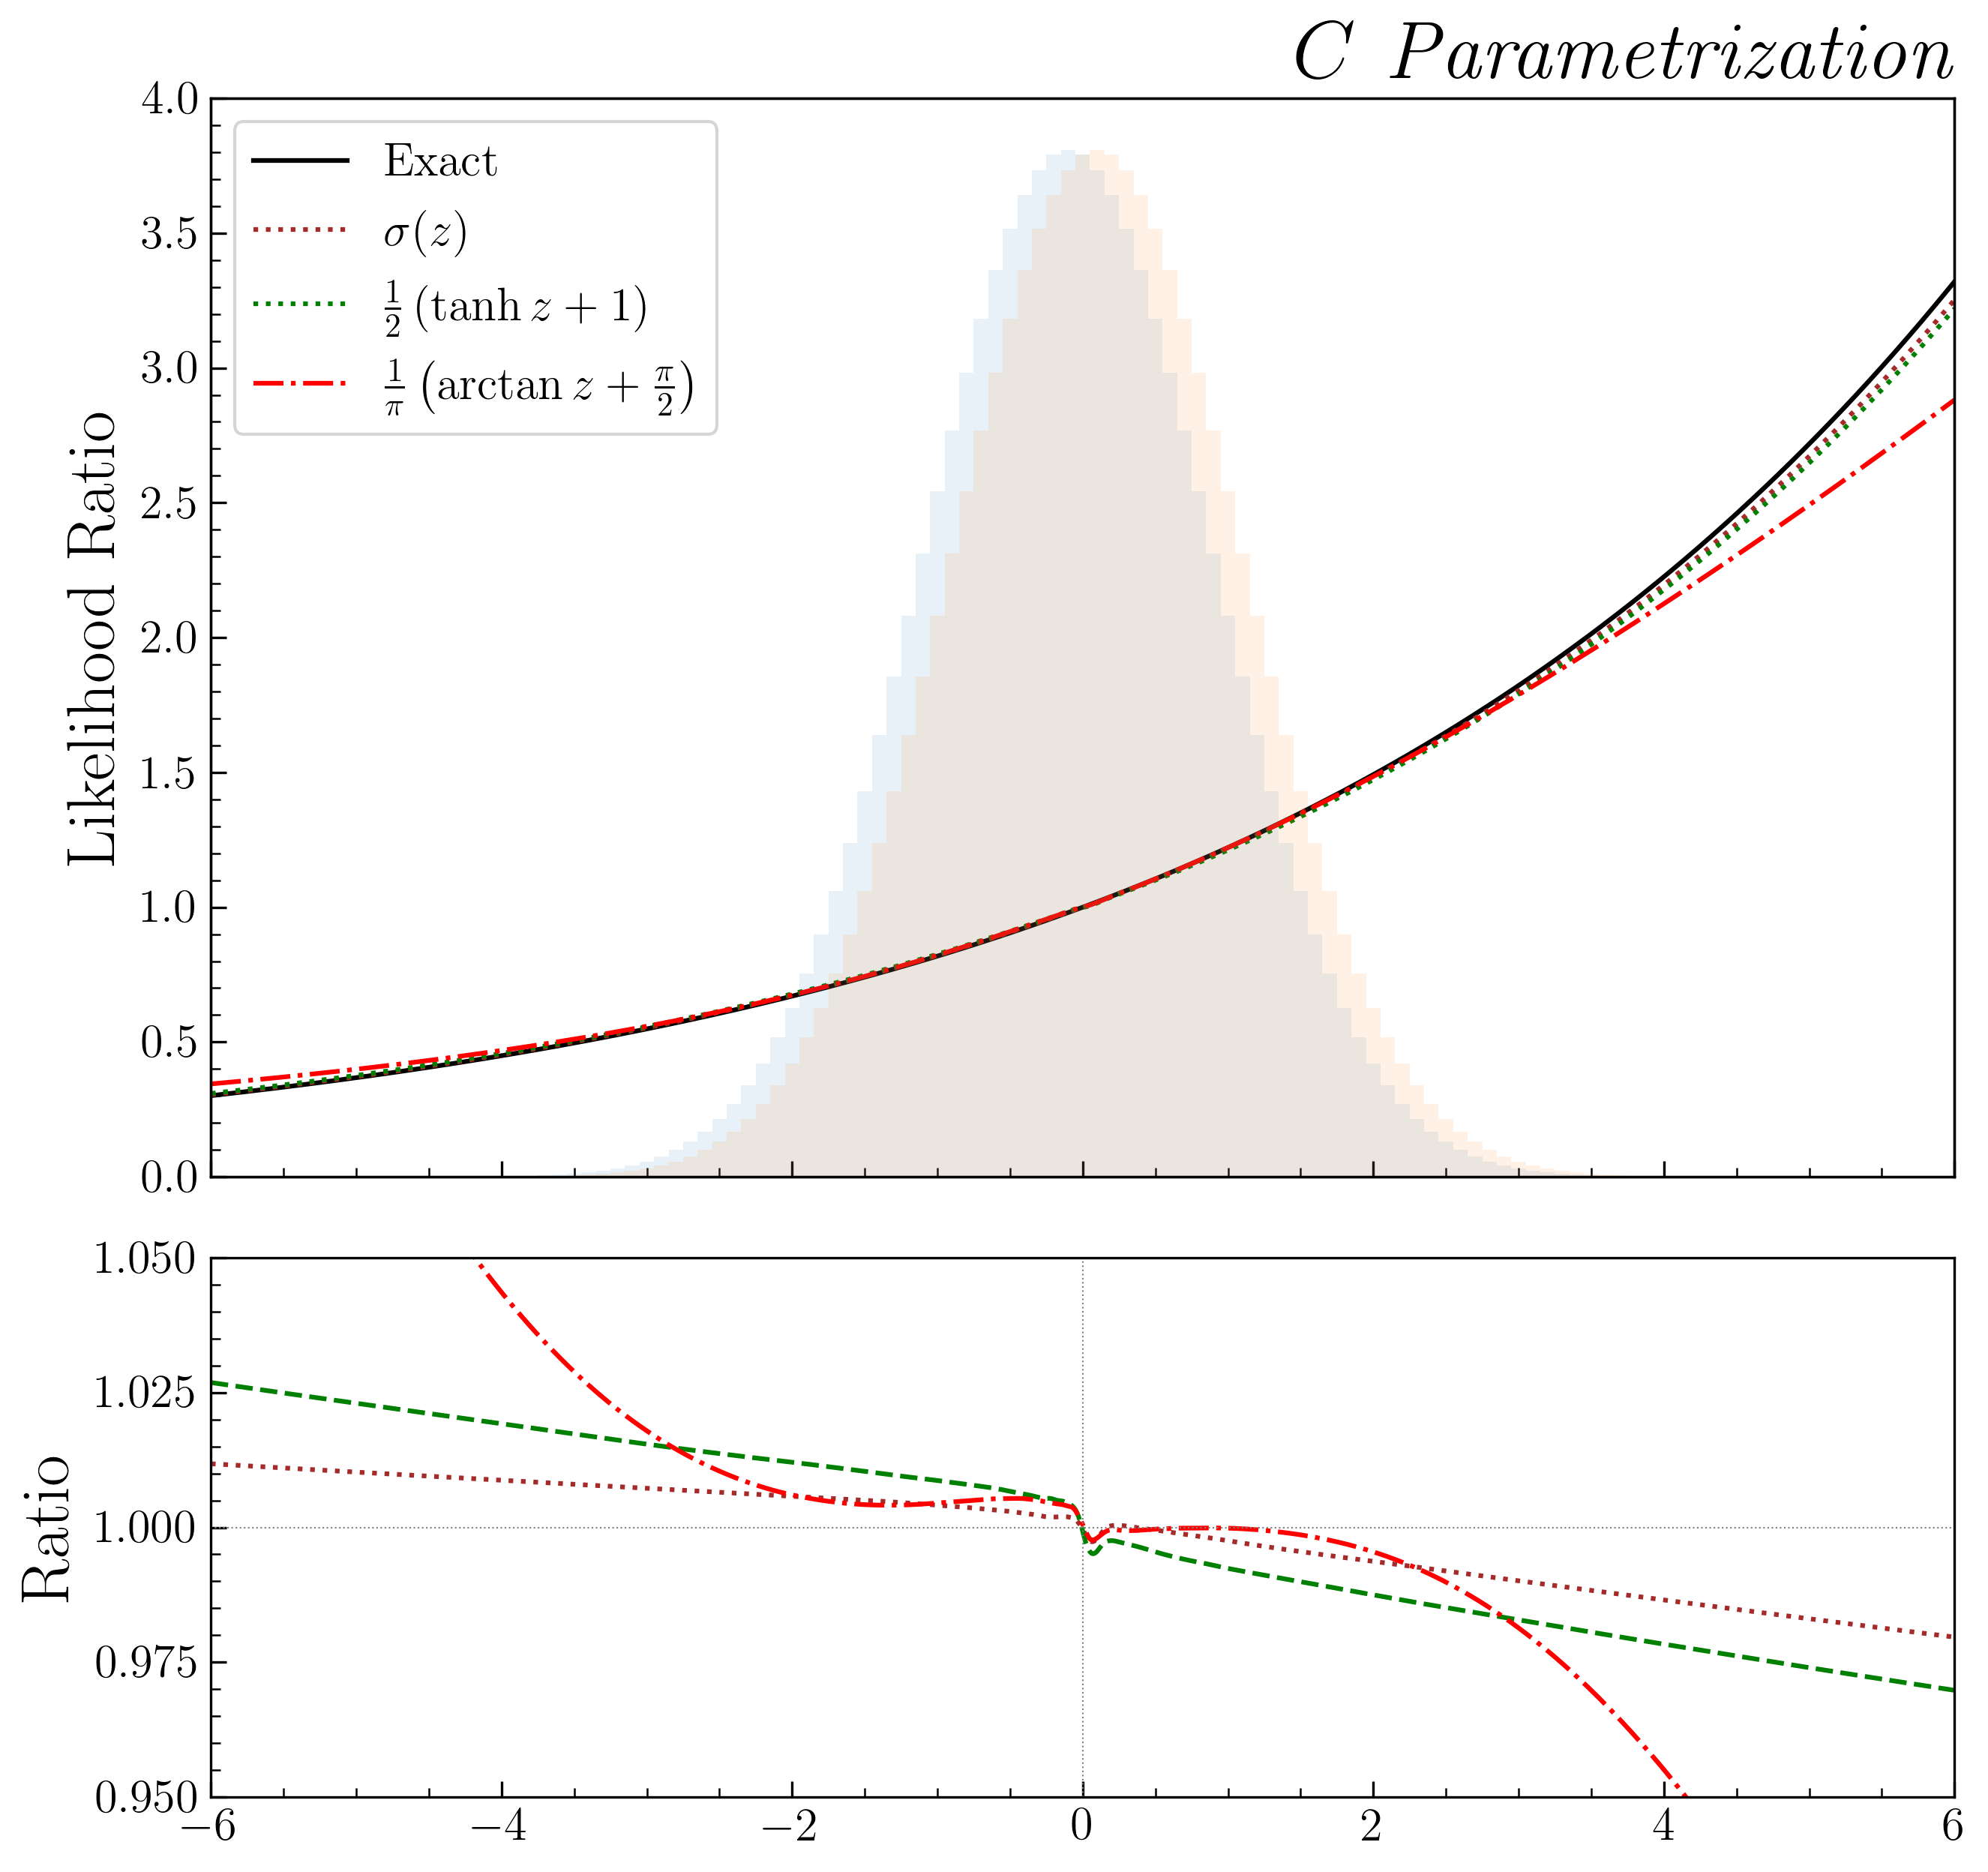 C Parametrization
4.0
3.5
3.0
2.5
2.0
1.5
1.0
0.5
0.0
Likelihood Ratio
Exact
σ(z)
½ (tanh z + 1)
1/π (arctan z + π/2)
1.050
1.025
1.000
0.975
0.950
Ratio
−6 −4 −2 0 2 4 6